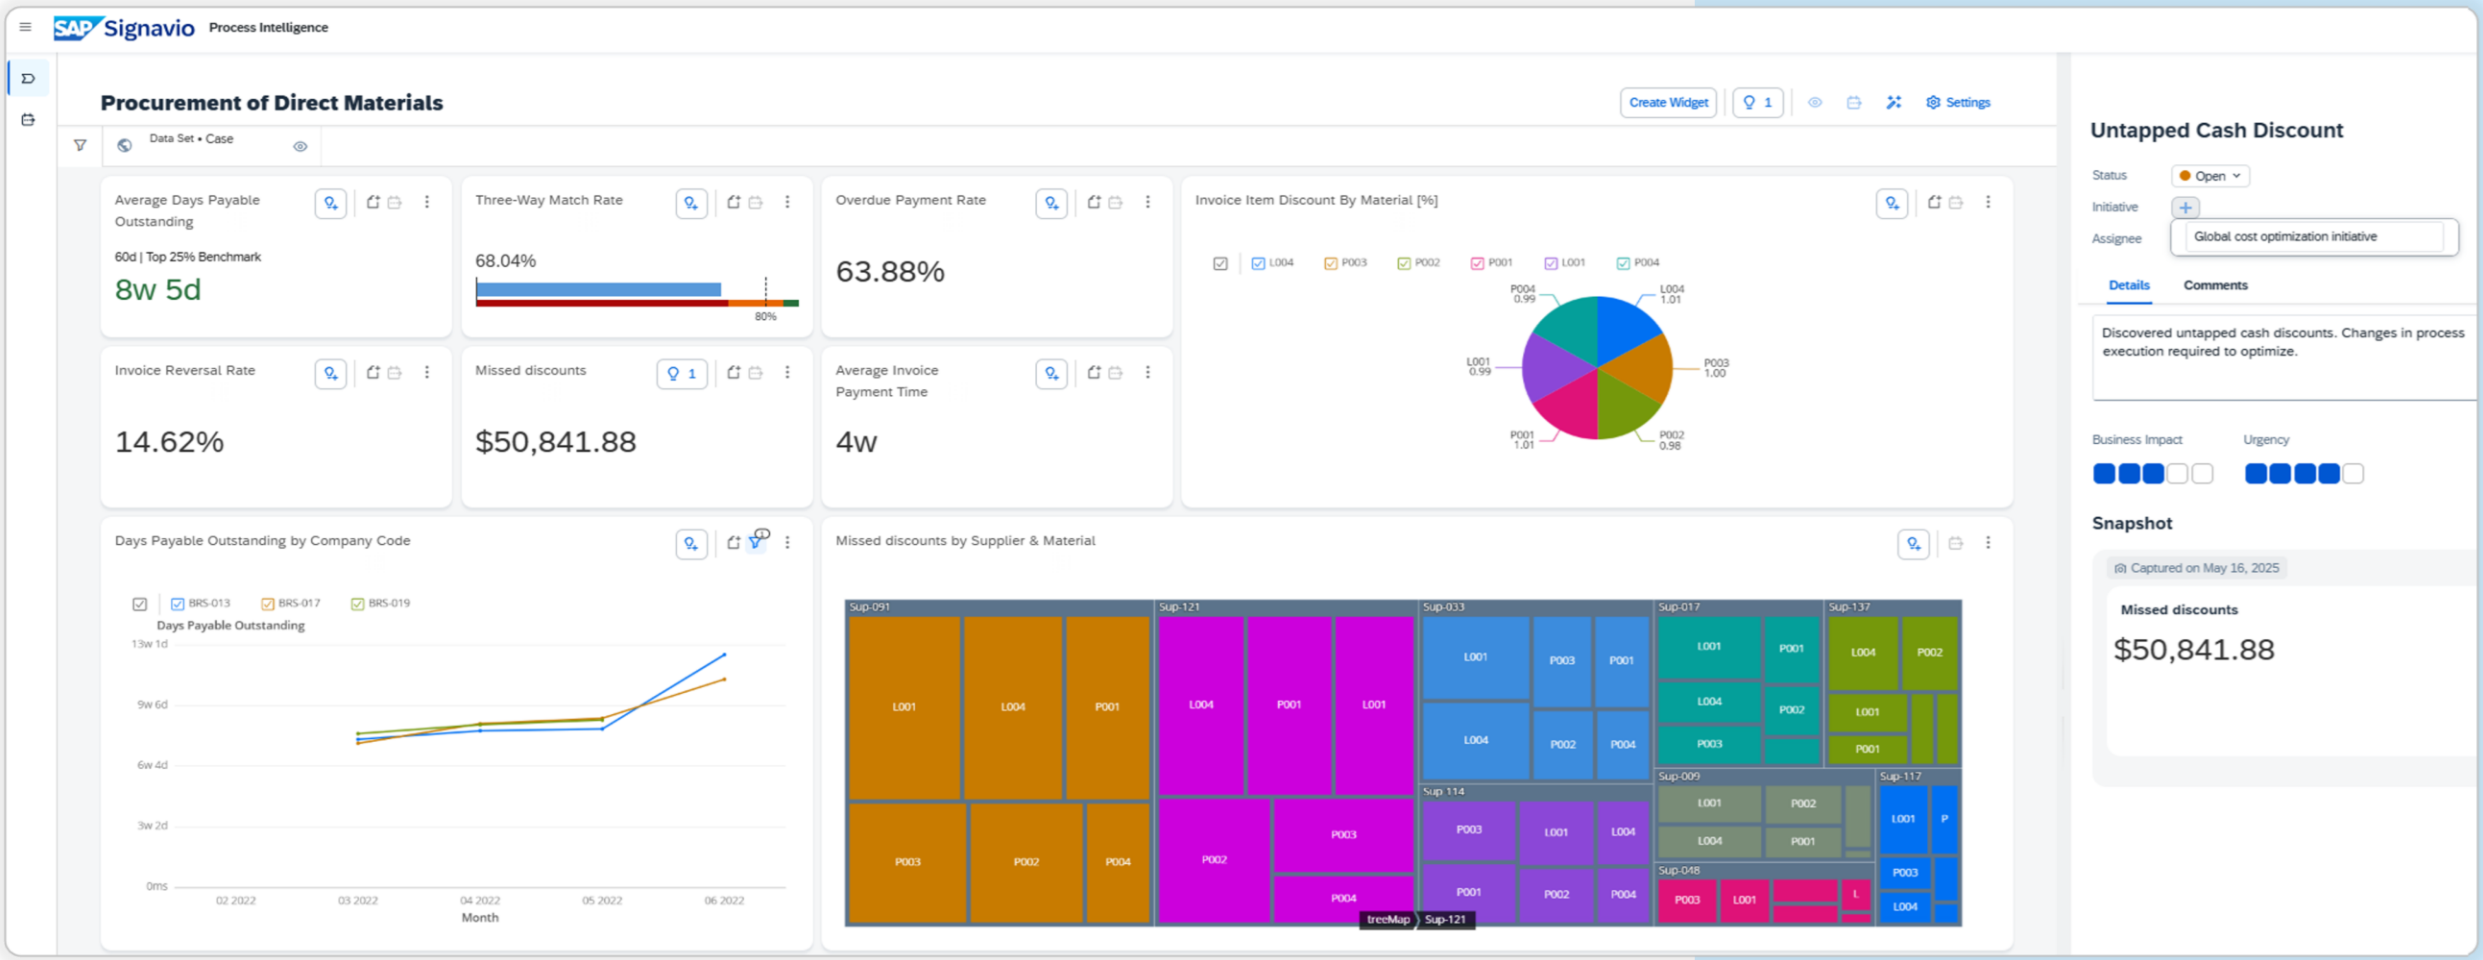 SAP Signavio Process Intelligence
Procurement of Direct Materials
Create Widget
1
Settings
Data Set • Case
Average Days Payable
Outstanding
60d | Top 25% Benchmark
8w 5d
Three-Way Match Rate
68.04%
80%
Overdue Payment Rate
63.88%
Invoice Item Discount By Material [%]
L004 P003 P002 P001 L001 P004
P004
0.99
L004
1.01
L001
0.99
P003
1.00
P001
1.01
P002
0.98
Invoice Reversal Rate
14.62%
Missed discounts
1
$50,841.88
Average Invoice
Payment Time
4w
Days Payable Outstanding by Company Code
1
BRS-013 BRS-017 BRS-019
Days Payable Outstanding
13w 1d
9w 6d
6w 4d
3w 2d
0ms
02 2022 03 2022 04 2022 05 2022 06 2022
Month
Missed discounts by Supplier & Material
Sup-091
L001 L004 P001
P003 P002 P004
Sup-121
L004 P001 L001
P002 P003
P004
Sup-033
L001 P003 P001
L004 P002 P004
Sup-114
P003 L001 L004
P001 P002 P004
Sup-017
L001 P001
L004 P002
P003
Sup-137
L004 P002
L001
P001
Sup-009
L001 P002
L004 P001
Sup-048
P003 L001 L
Sup-117
L001 P
P003
L004
treeMap Sup-121
Untapped Cash Discount
Status Open
Initiative
Global cost optimization initiative
Assignee
Details Comments
Discovered untapped cash discounts. Changes in process
execution required to optimize.
Business Impact Urgency
Snapshot
Captured on May 16, 2025
Missed discounts
$50,841.88